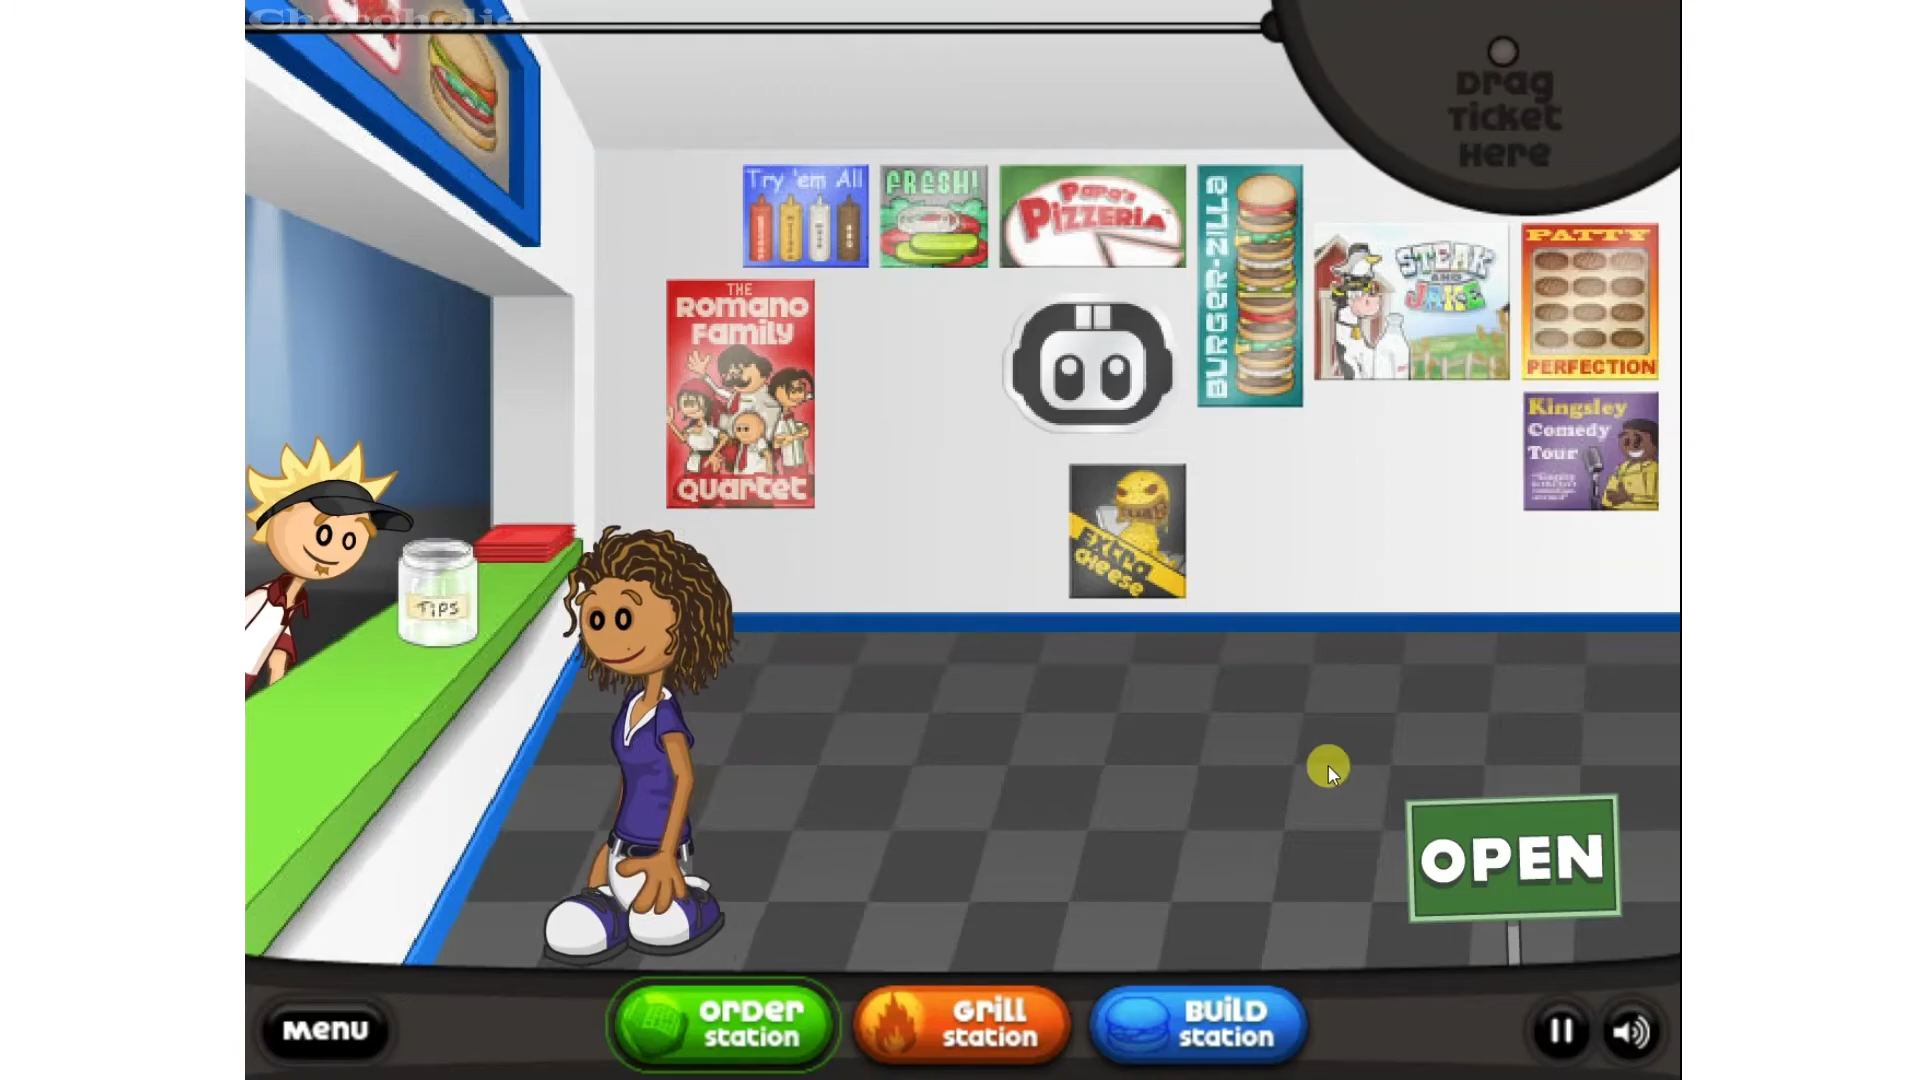 Chocoholic
Drag
Ticket
Here
Try 'em All
FRESH!
Papa's
Pizzeria
BURGER-ZILLA
STEAK
AND
JAKE
PATTY
PERFECTION
THE
Romano
Family
Quartet
Kingsley
Comedy
Tour
EXTRA
cheese
TIPS
OPEN
menu
Order
station
Grill
station
Build
station